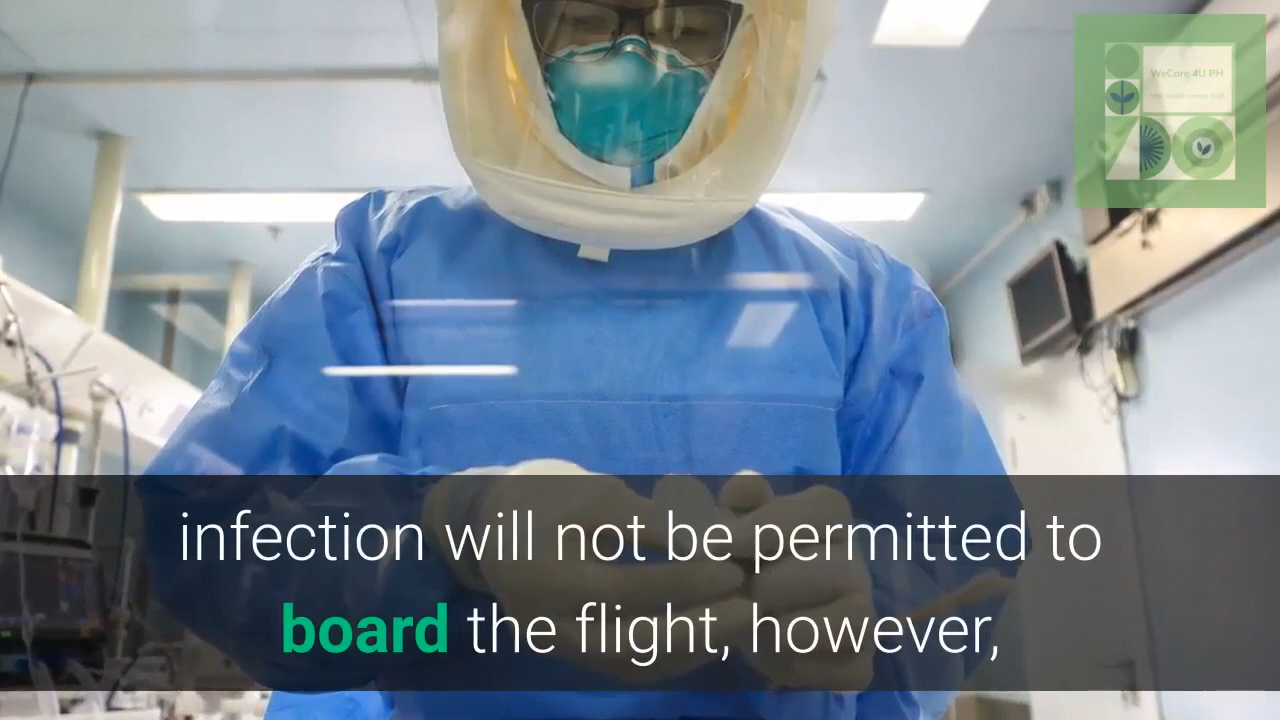 WeCare 4U PH
infection will not be permitted to
board the flight, however,